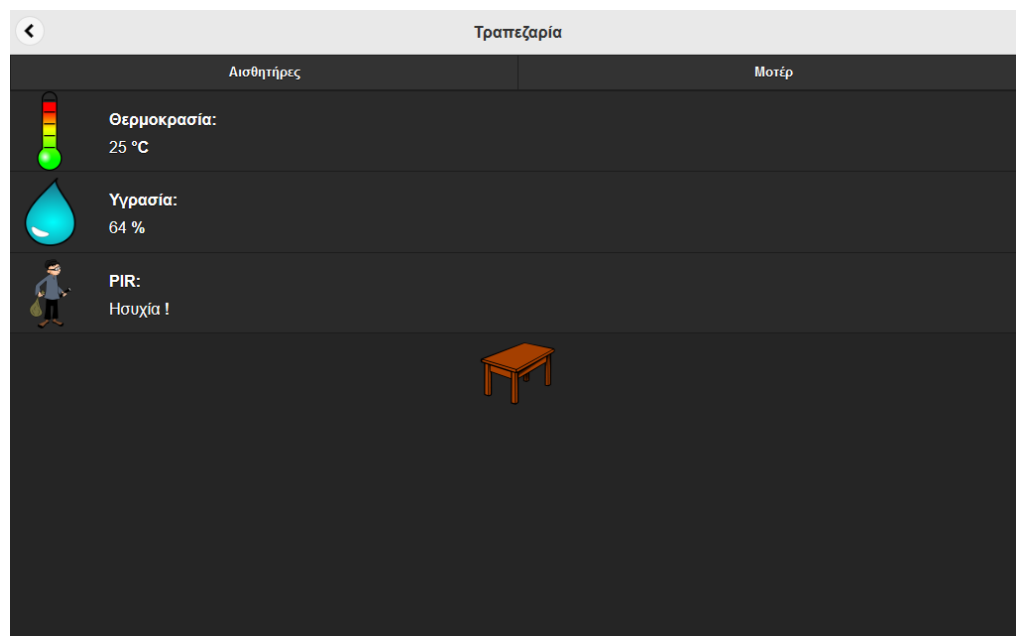 Τραπεζαρία
Αισθητήρες
Μοτέρ
Θερμοκρασία:
25 °C
Υγρασία:
64 %
PIR:
Ησυχία !